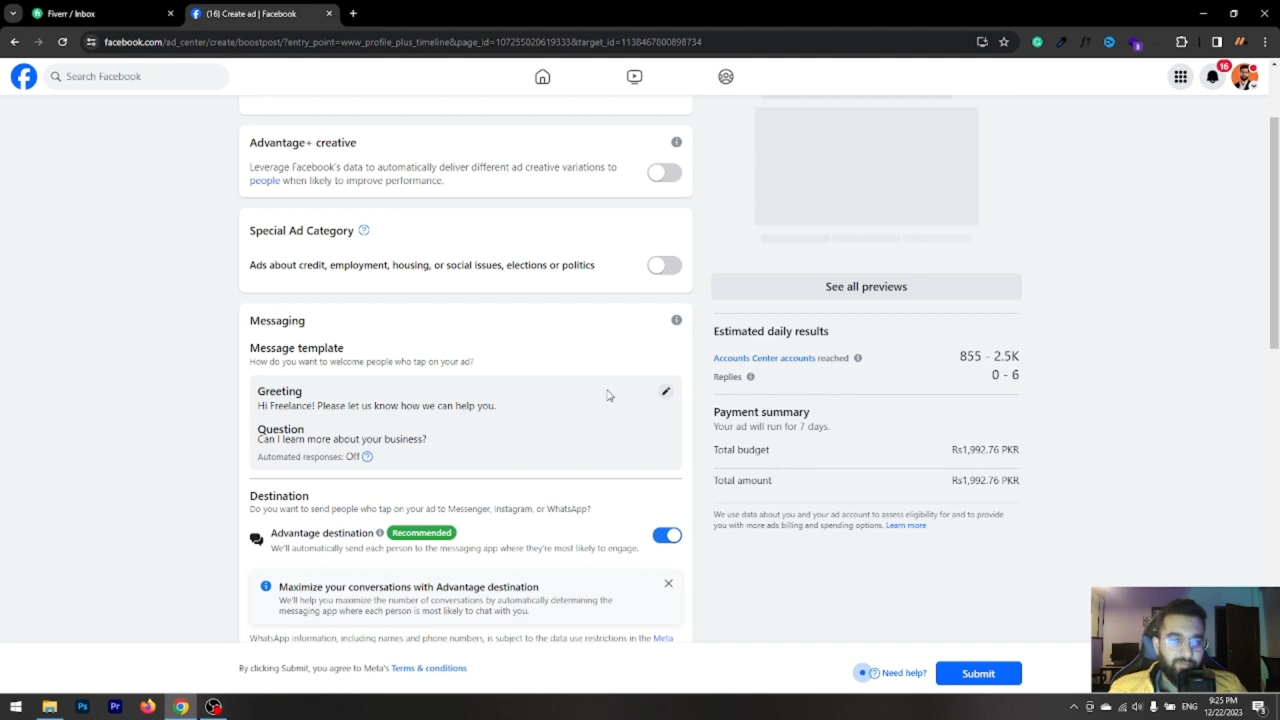 Fiverr / Inbox
(16) Create ad | Facebook
facebook.com/ad_center/create/boostpost/?entry_point=www_profile_plus_timeline&page_id=107255020619333&target_id=1138467800898734
Search Facebook
16
Advantage+ creative
Leverage Facebook's data to automatically deliver different ad creative variations to
people when likely to improve performance.
Special Ad Category
Ads about credit, employment, housing, or social issues, elections or politics
Messaging
Message template
How do you want to welcome people who tap on your ad?
Greeting
Hi Freelance! Please let us know how we can help you.
Question
Can I learn more about your business?
Automated responses: Off
Destination
Do you want to send people who tap on your ad to Messenger, Instagram, or WhatsApp?
Advantage destination Recommended
We'll automatically send each person to the messaging app where they're most likely to engage.
Maximize your conversations with Advantage destination
We'll help you maximize the number of conversations by automatically determining the
messaging app where each person is most likely to chat with you.
WhatsApp information, including names and phone numbers, is subject to the data use restrictions in the Meta
See all previews
Estimated daily results
Accounts Center accounts reached 855 - 2.5K
Replies 0 - 6
Payment summary
Your ad will run for 7 days.
Total budget Rs1,992.76 PKR
Total amount Rs1,992.76 PKR
We use data about you and your ad account to assess eligibility for and to provide
you with more ads billing and spending options. Learn more
By clicking Submit, you agree to Meta's Terms & conditions
Need help?
Submit
Ps
Pr
ENG
9:25 PM
12/22/2023
3